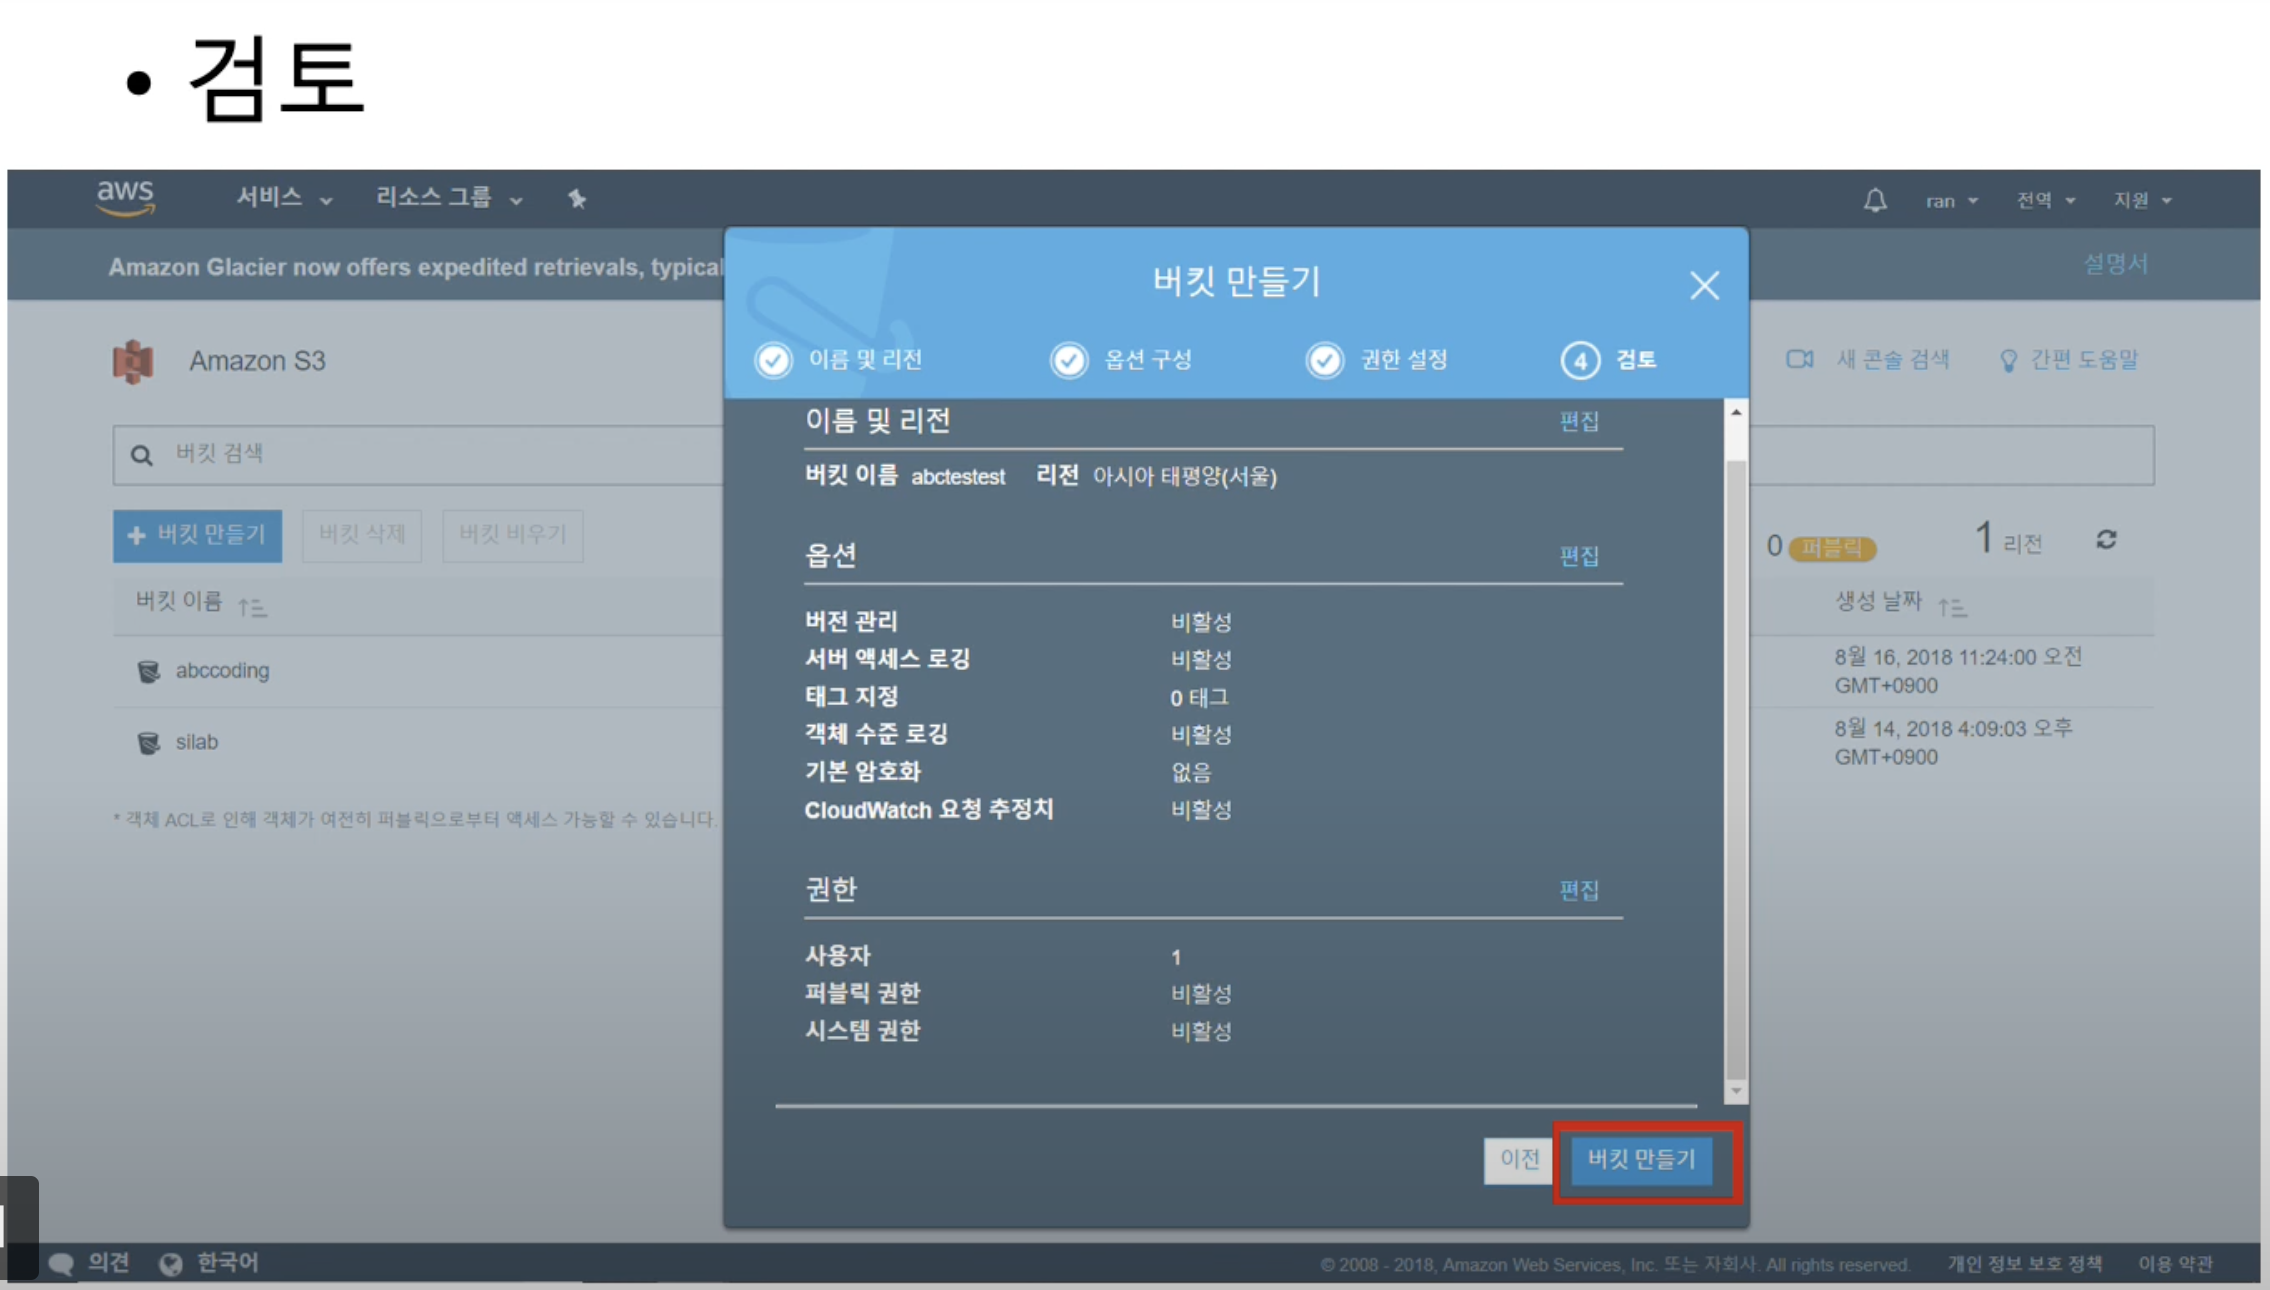 • 검토
aws 서비스 리소스 그룹 ran 전역 지원
Amazon Glacier now offers expedited retrievals, typical
설명서
버킷 만들기
이름 및 리전 옵션 구성 권한 설정 4 검토
Amazon S3
새 콘솔 검색 간편 도움말
버킷 검색
+ 버킷 만들기 버킷 삭제 버킷 비우기
0 퍼블릭 1 리전
버킷 이름
생성 날짜
abccoding
8월 16, 2018 11:24:00 오전
GMT+0900
silab
8월 14, 2018 4:09:03 오후
GMT+0900
* 객체 ACL로 인해 객체가 여전히 퍼블릭으로부터 액세스 가능할 수 있습니다.
이름 및 리전 편집
버킷 이름 abctestest 리전 아시아 태평양(서울)
옵션 편집
버전 관리 비활성
서버 액세스 로깅 비활성
태그 지정 0 태그
객체 수준 로깅 비활성
기본 암호화 없음
CloudWatch 요청 추정치 비활성
권한 편집
사용자 1
퍼블릭 권한 비활성
시스템 권한 비활성
이전 버킷 만들기
의견 한국어
© 2008 - 2018, Amazon Web Services, Inc. 또는 자회사. All rights reserved. 개인 정보 보호 정책 이용 약관